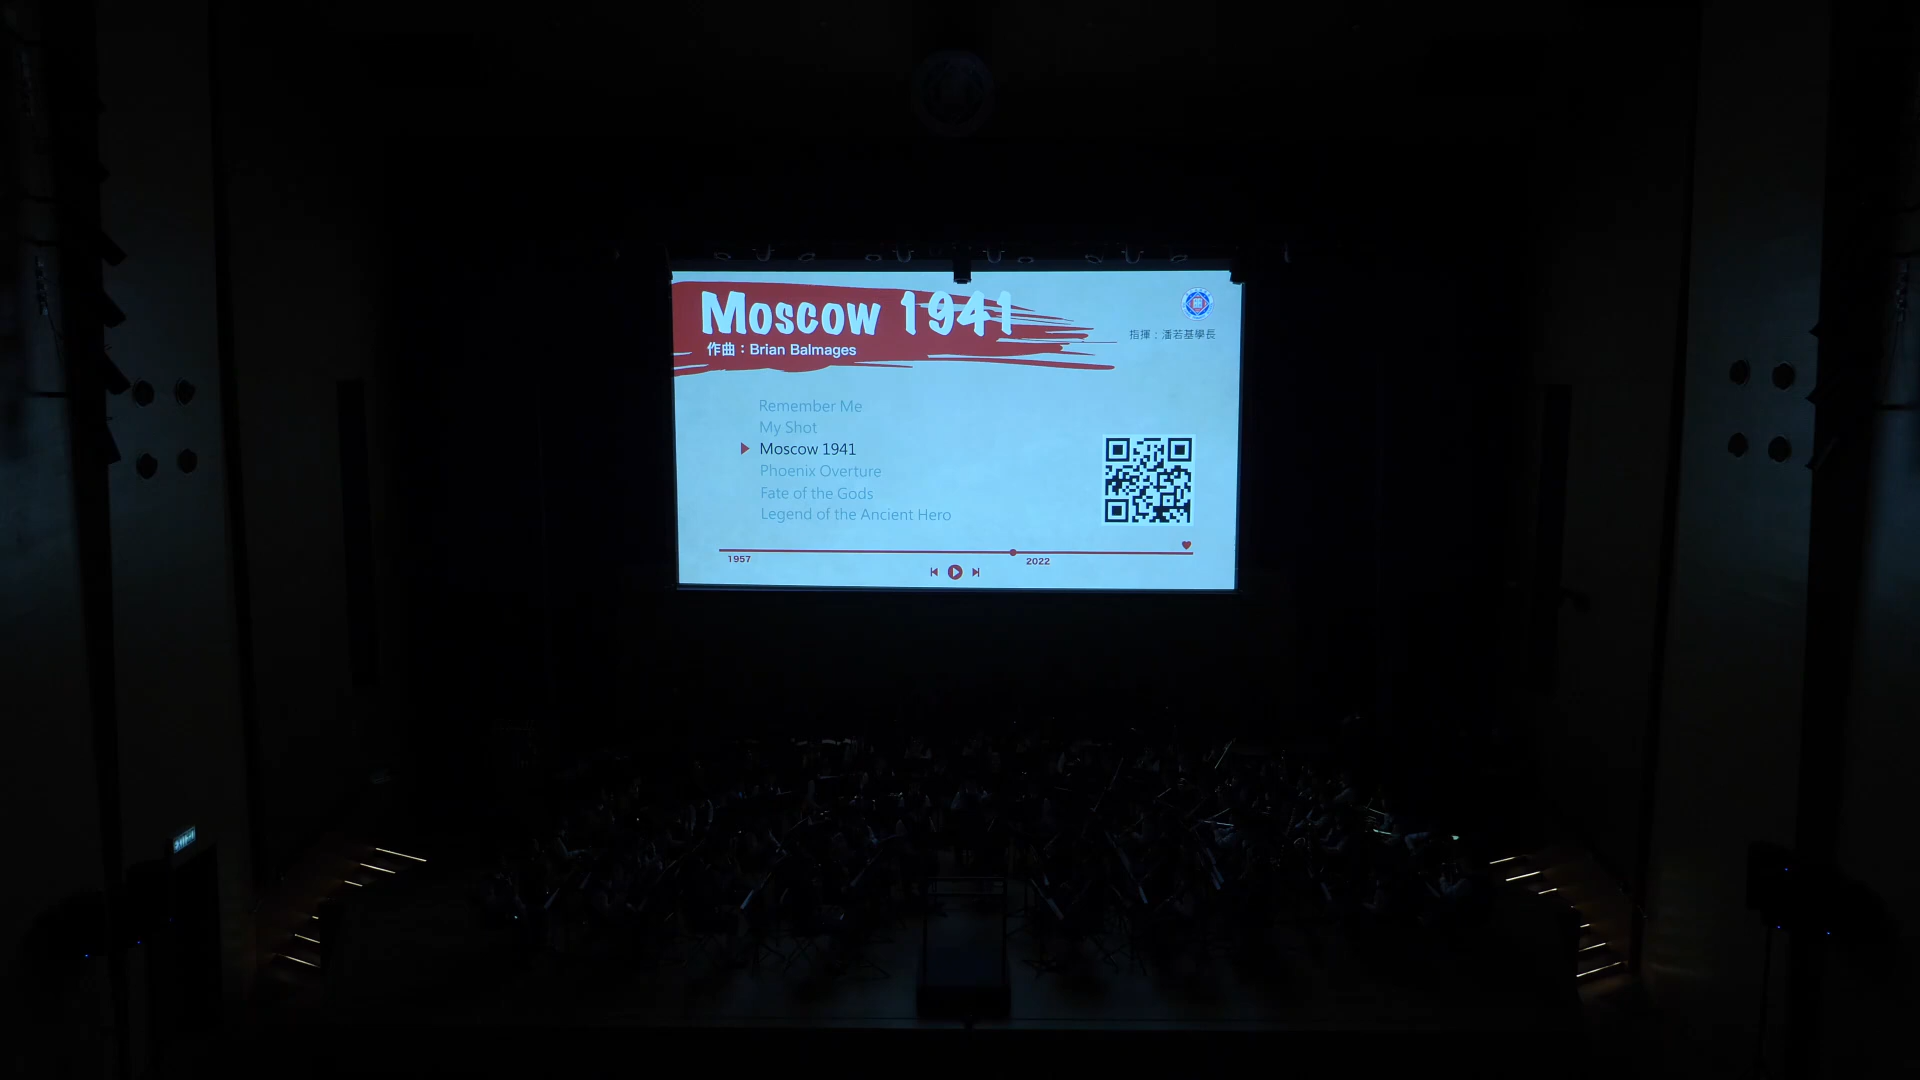 Moscow 1941
作曲：Brian Balmages
指揮：潘若基學長
Remember Me
My Shot
Moscow 1941
Phoenix Overture
Fate of the Gods
Legend of the Ancient Hero
1957
2022